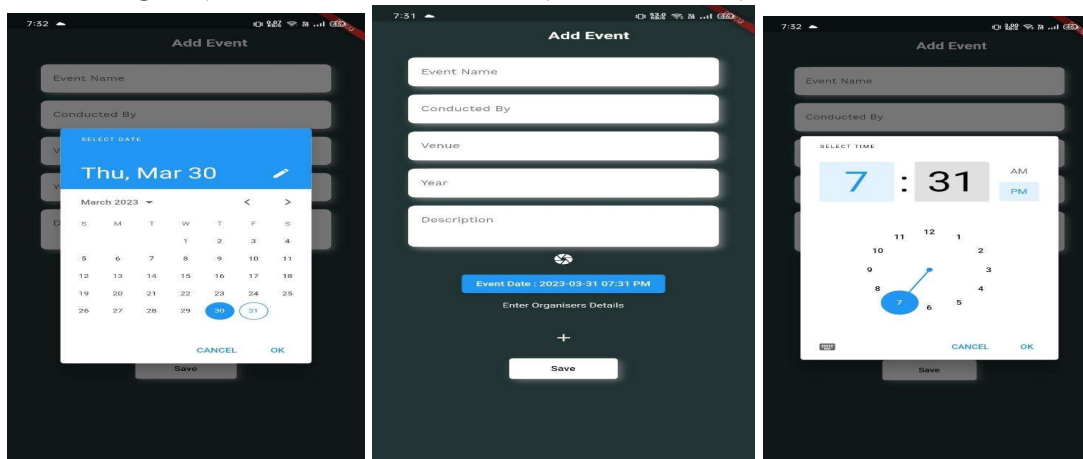 7:32
Add Event
Event Name
Conducted By
V
Y
D
SELECT DATE
Thu, Mar 30
March 2023
S M T W T F S
1 2 3 4
5 6 7 8 9 10 11
12 13 14 15 16 17 18
19 20 21 22 23 24 25
26 27 28 29 30 31
CANCEL OK
Save
7:31
Add Event
Event Name
Conducted By
Venue
Year
Description
Event Date : 2023-03-31 07:31 PM
Enter Organisers Details
+
Save
7:32
Add Event
Event Name
Conducted By
SELECT TIME
7 : 31
AM
PM
12
11 1
10 2
9 3
8 4
7 5
6
CANCEL OK
Save